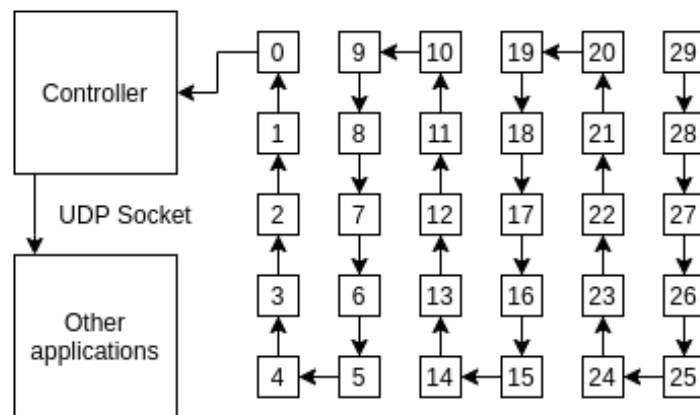 Controller
0 9 10 19 20 29
1 8 11 18 21 28
2 7 12 17 22 27
UDP Socket
3 6 13 16 23 26
Other
applications
4 5 14 15 24 25